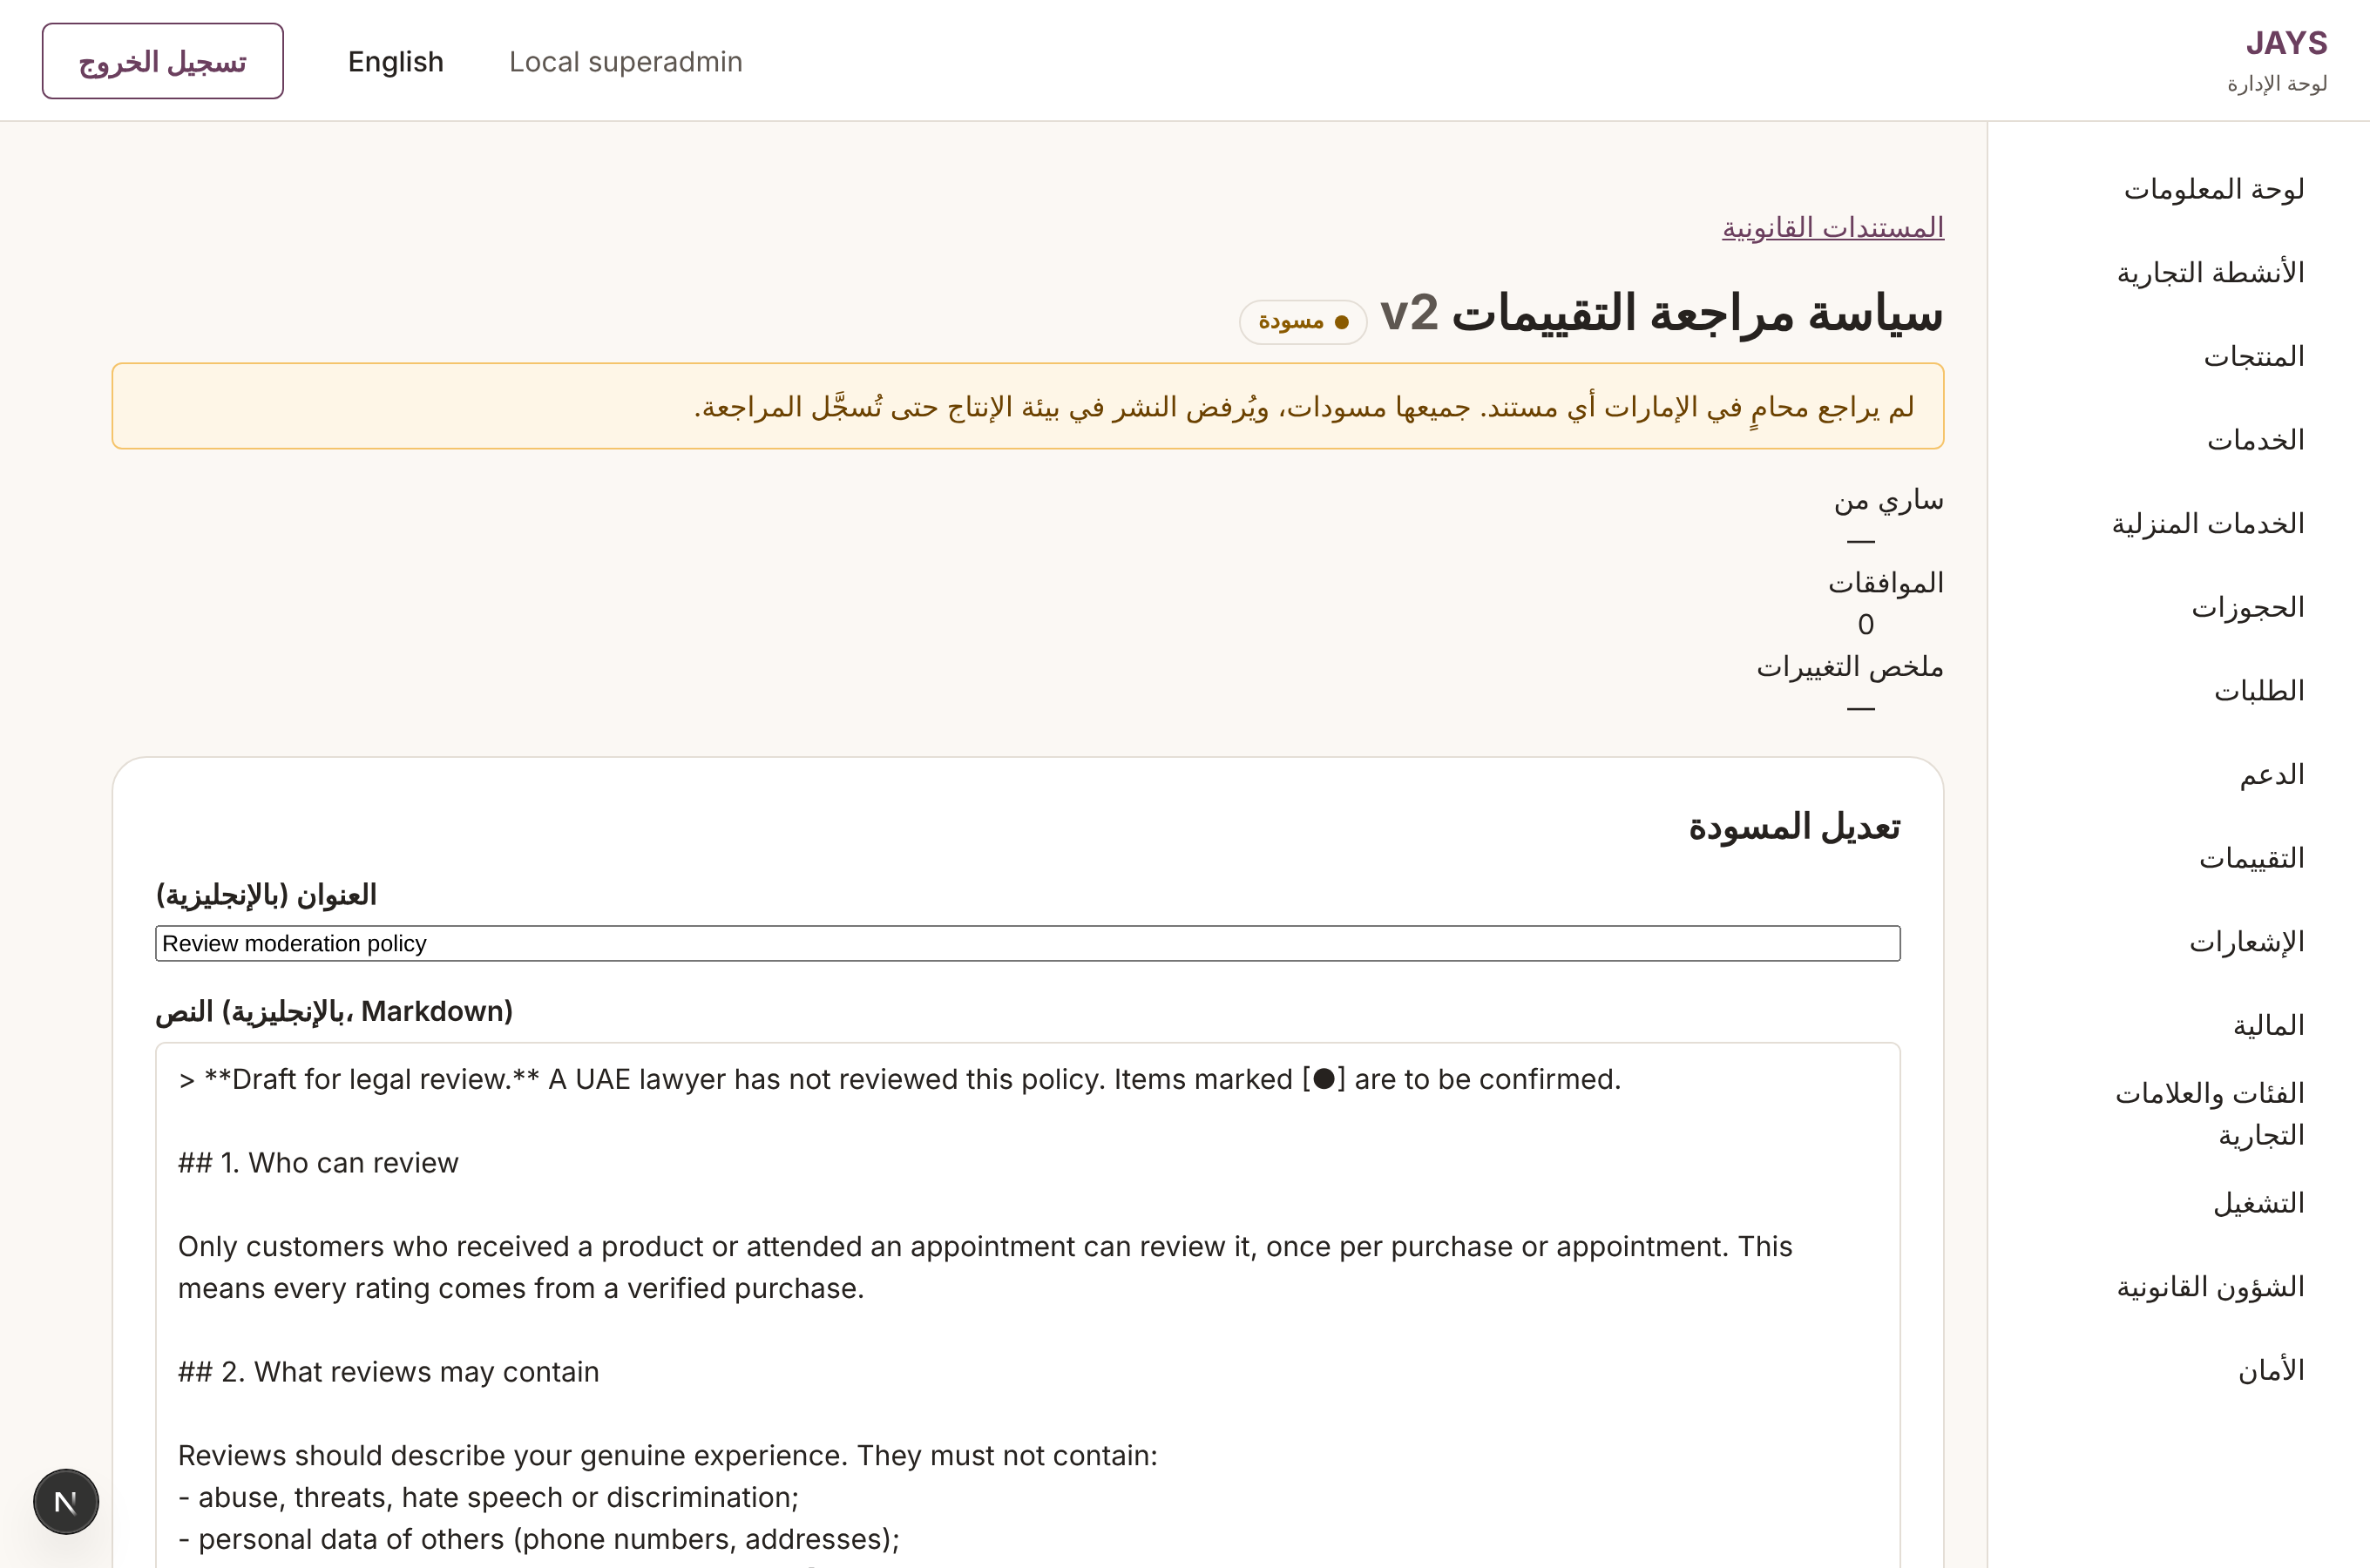 JAYS
لوحة الإدارة
Local superadmin
English
تسجيل الخروج
لوحة المعلومات
الأنشطة التجارية
المنتجات
الخدمات
الخدمات المنزلية
الحجوزات
الطلبات
الدعم
التقييمات
الإشعارات
المالية
الفئات والعلامات
التجارية
التشغيل
الشؤون القانونية
الأمان
المستندات القانونية
سياسة مراجعة التقييمات v2 مسودة
لم يراجع محامٍ في الإمارات أي مستند. جميعها مسودات، ويُرفض النشر في بيئة الإنتاج حتى تُسجَّل المراجعة.
ساري من
—
الموافقات
0
ملخص التغييرات
—
تعديل المسودة
العنوان (بالإنجليزية)
Review moderation policy
النص (بالإنجليزية، Markdown)
> **Draft for legal review.** A UAE lawyer has not reviewed this policy. Items marked [●] are to be confirmed.
## 1. Who can review
Only customers who received a product or attended an appointment can review it, once per purchase or appointment. This
means every rating comes from a verified purchase.
## 2. What reviews may contain
Reviews should describe your genuine experience. They must not contain:
- abuse, threats, hate speech or discrimination;
- personal data of others (phone numbers, addresses);